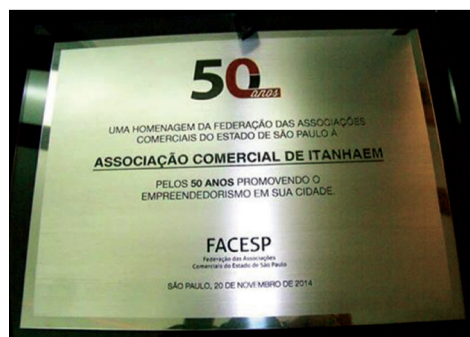 50
anos
UMA HOMENAGEM DA FEDERAÇÃO DAS ASSOCIAÇÕES
COMERCIAIS DO ESTADO DE SÃO PAULO À
ASSOCIAÇÃO COMERCIAL DE ITANHAEM
PELOS 50 ANOS PROMOVENDO O
EMPREENDEDORISMO EM SUA CIDADE.
FACESP
Federação das Associações
Comerciais do Estado de São Paulo
SÃO PAULO, 20 DE NOVEMBRO DE 2014